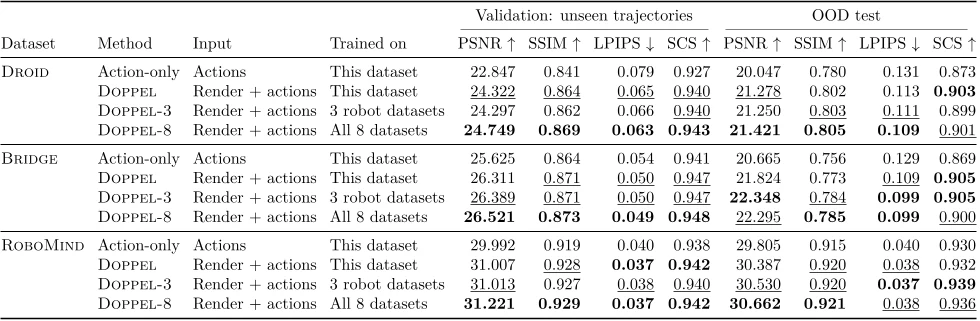 Validation: unseen trajectories OOD test
Dataset Method Input Trained on PSNR ↑ SSIM ↑ LPIPS ↓ SCS ↑ PSNR ↑ SSIM ↑ LPIPS ↓ SCS ↑
DROID Action-only Actions This dataset 22.847 0.841 0.079 0.927 20.047 0.780 0.131 0.873
DOPPEL Render + actions This dataset 24.322 0.864 0.065 0.940 21.278 0.802 0.113 0.903
DOPPEL-3 Render + actions 3 robot datasets 24.297 0.862 0.066 0.940 21.250 0.803 0.111 0.899
DOPPEL-8 Render + actions All 8 datasets 24.749 0.869 0.063 0.943 21.421 0.805 0.109 0.901
BRIDGE Action-only Actions This dataset 25.625 0.864 0.054 0.941 20.665 0.756 0.129 0.869
DOPPEL Render + actions This dataset 26.311 0.871 0.050 0.947 21.824 0.773 0.109 0.905
DOPPEL-3 Render + actions 3 robot datasets 26.389 0.871 0.050 0.947 22.348 0.784 0.099 0.905
DOPPEL-8 Render + actions All 8 datasets 26.521 0.873 0.049 0.948 22.295 0.785 0.099 0.900
ROBOMIND Action-only Actions This dataset 29.992 0.919 0.040 0.938 29.805 0.915 0.040 0.930
DOPPEL Render + actions This dataset 31.007 0.928 0.037 0.942 30.387 0.920 0.038 0.932
DOPPEL-3 Render + actions 3 robot datasets 31.013 0.927 0.038 0.940 30.530 0.920 0.037 0.939
DOPPEL-8 Render + actions All 8 datasets 31.221 0.929 0.037 0.942 30.662 0.921 0.038 0.936